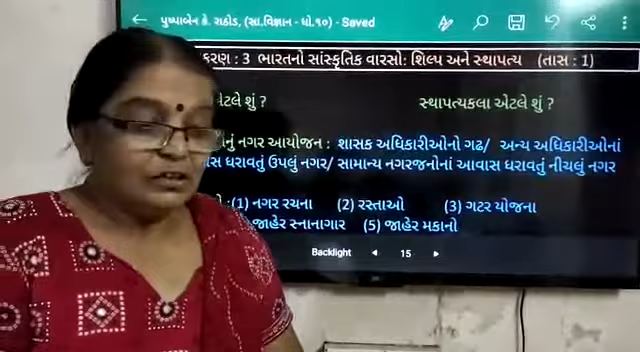 પુષ્પાબેન કે. રાઠોડ, (સા.વિજ્ઞાન - ધો.૧૦) - Saved
કરણ : 3 ભારતનો સાંસ્કૃતિક વારસો: શિલ્પ અને સ્થાપત્ય (તાસ : 1)
એટલે શું ? સ્થાપત્યકલા એટલે શું ?
નું નગર આયોજન : શાસક અધિકારીઓનો ગઢ/ અન્ય અધિકારીઓનાં
ધરાવતું ઉપલું નગર/ સામાન્ય નગરજનોનાં આવાસ ધરાવતું નીચલું નગર
(1) નગર રચના (2) રસ્તાઓ (3) ગટર યોજના
જાહેર સ્નાનાગાર (5) જાહેર મકાનો
Backlight 15